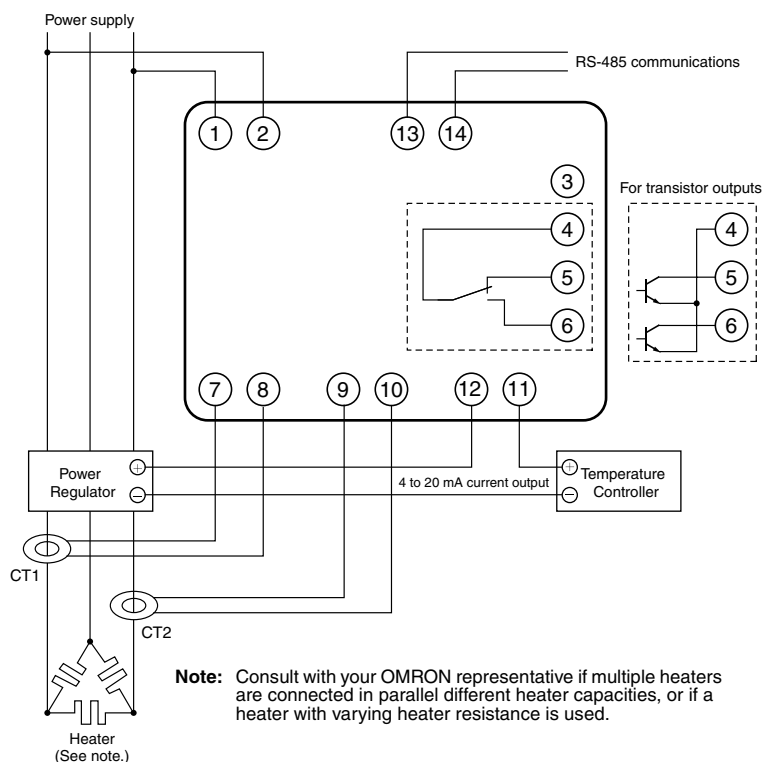 Power supply
RS-485 communications
1 2 13 14
3
For transistor outputs
4
5
6
4
5
6
7 8 9 10 12 11
Power
Regulator
+
−
4 to 20 mA current output
+
−
Temperature
Controller
CT1
CT2
Note: Consult with your OMRON representative if multiple heaters
are connected in parallel different heater capacities, or if a
heater with varying heater resistance is used.
Heater
(See note.)